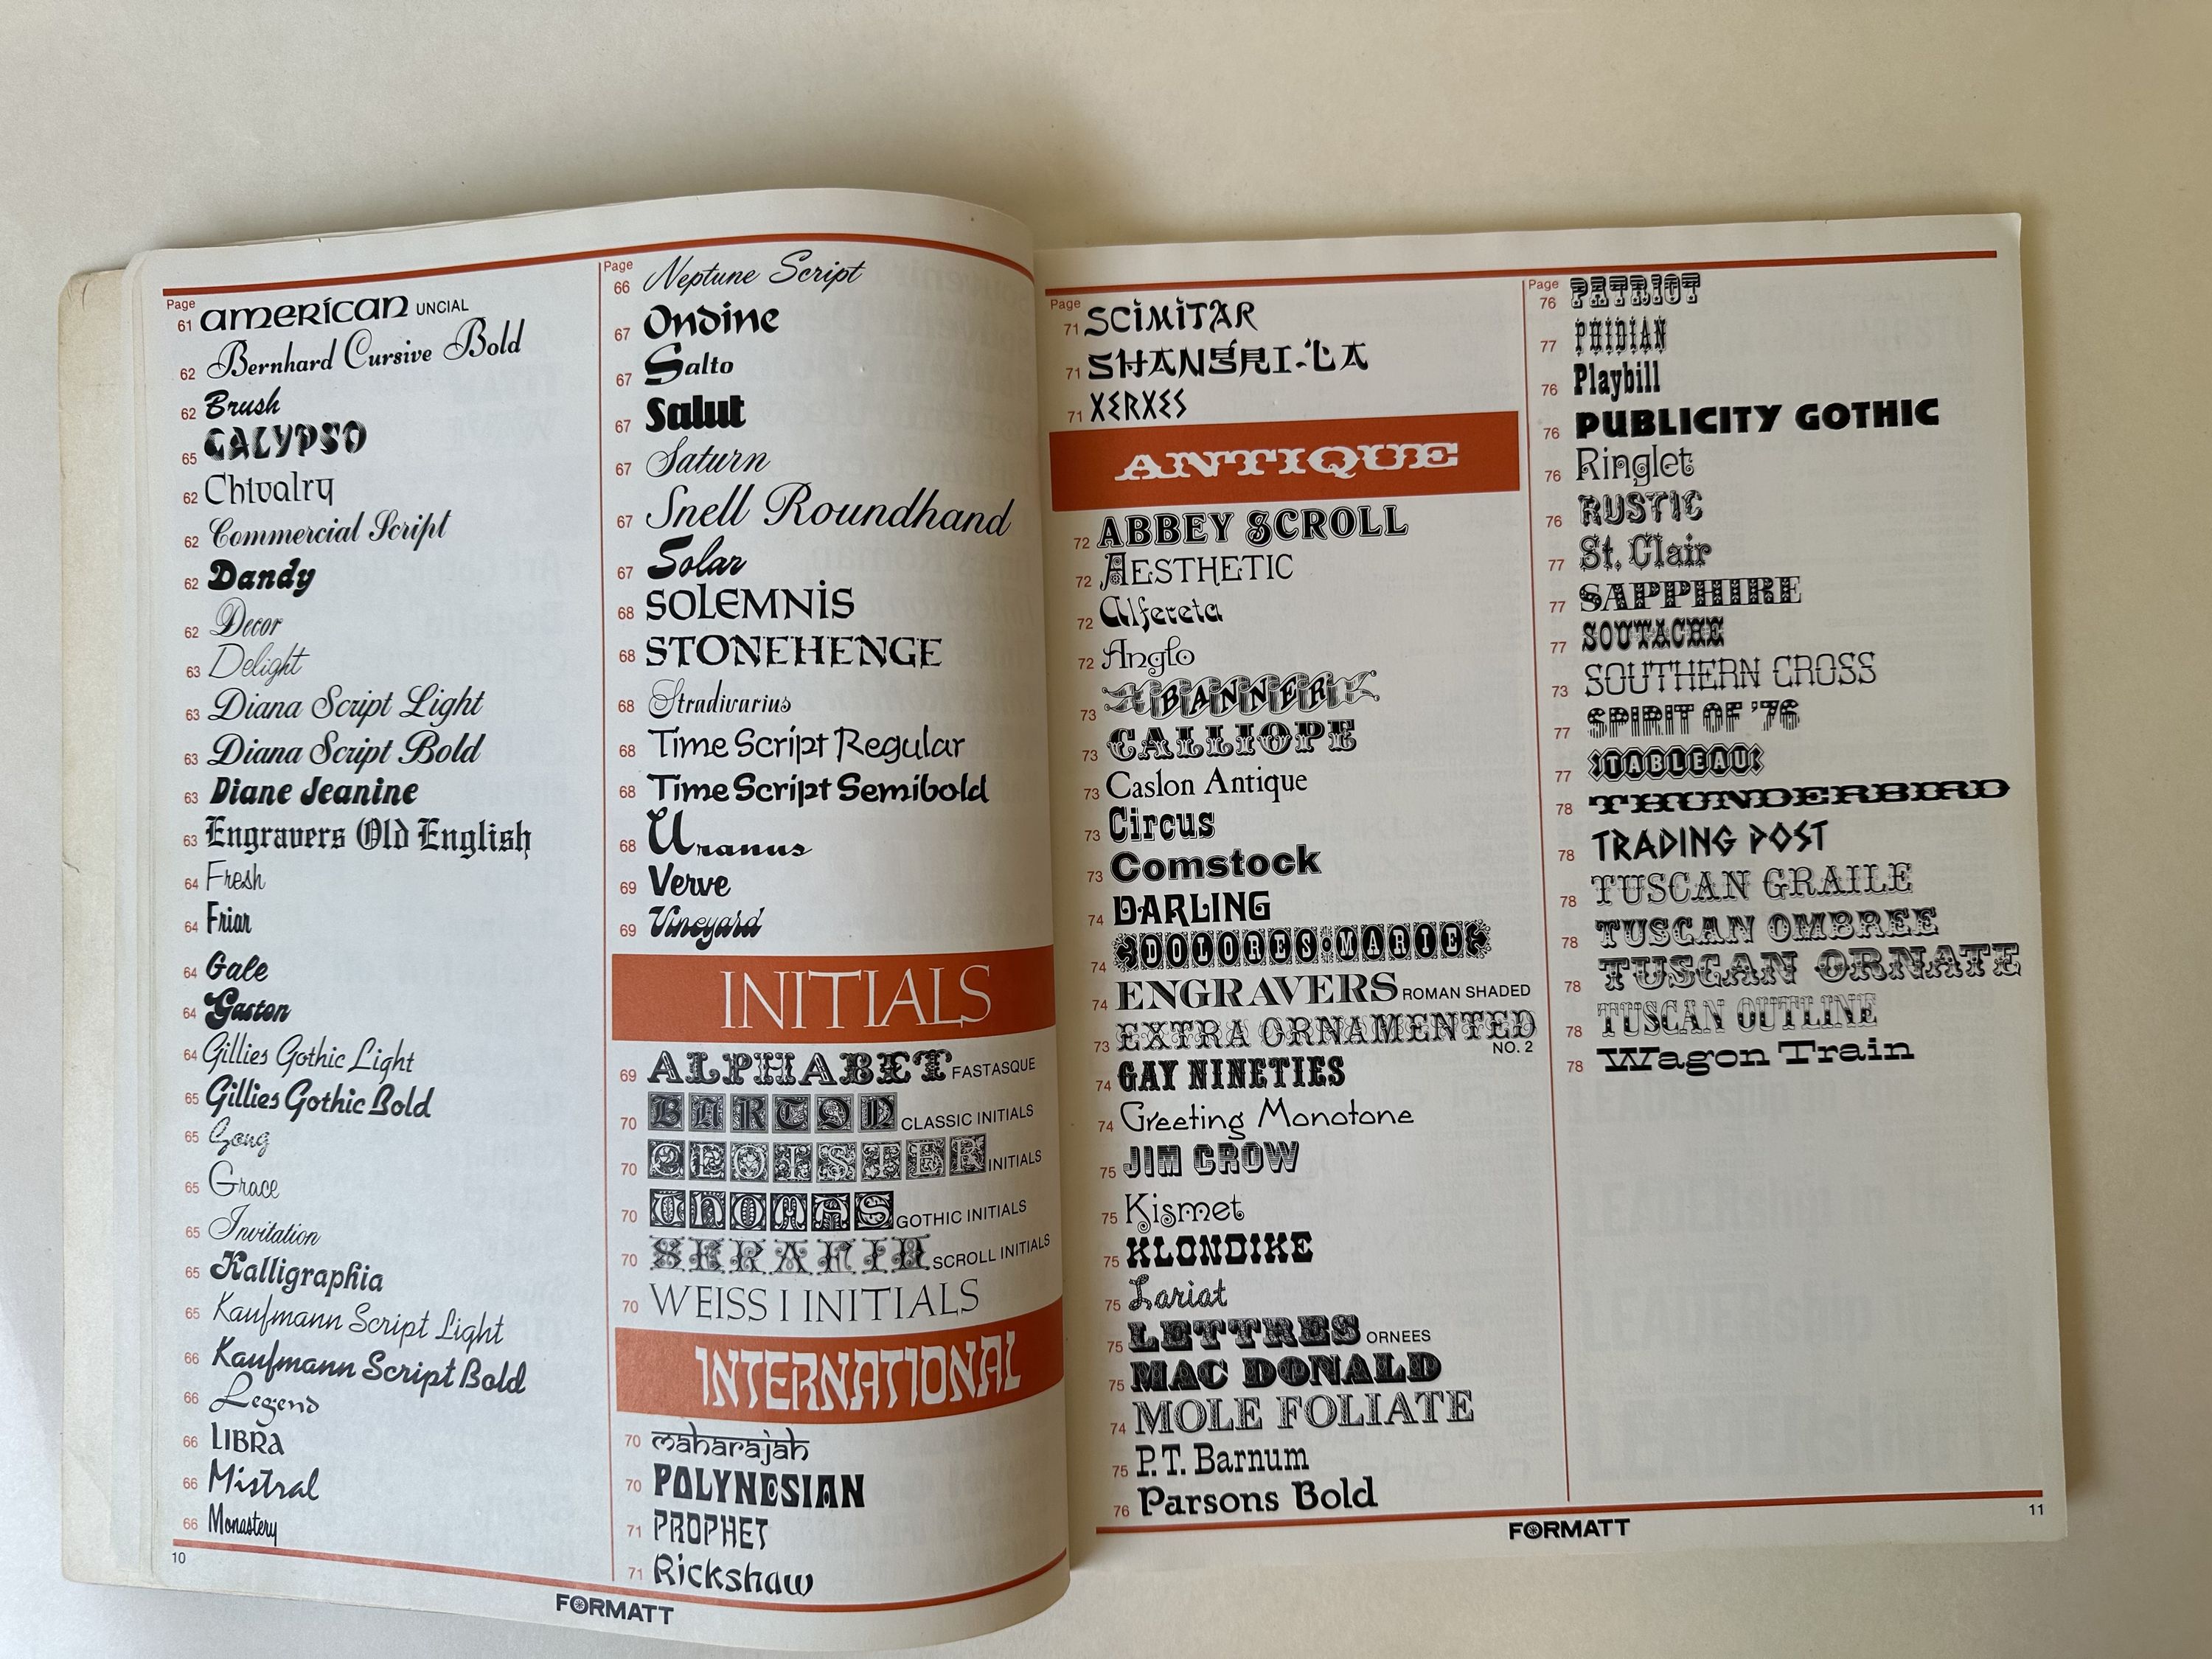 Page
61 american UNCIAL
62 Bernhard Cursive Bold
62 Brush
65 CALYPSO
62 Chivalry
62 Commercial Script
62 Dandy
62 Decor
63 Delight
63 Diana Script Light
63 Diana Script Bold
63 Diane Jeanine
63 Engravers Old English
64 Fresh
64 Friar
64 Gale
64 Gaston
64 Gillies Gothic Light
65 Gillies Gothic Bold
65 Gong
65 Grace
65 Invitation
65 Kalligraphia
65 Kaufmann Script Light
66 Kaufmann Script Bold
66 Legend
66 LIBRA
66 Mistral
66 Monastery
10
Page
66 Neptune Script
67 Ondine
67 Salto
67 Salut
67 Saturn
67 Snell Roundhand
67 Solar
68 SOLEMNIS
68 STONEHENGE
68 Stradivarius
68 Time Script Regular
68 Time Script Semibold
68 Uranus
69 Verve
69 Vineyard
INITIALS
69 ALPHABET FASTASQUE
70 BARTON CLASSIC INITIALS
70 CLOISTER INITIALS
70 THOMAS GOTHIC INITIALS
70 SERAFIN SCROLL INITIALS
70 WEISS I INITIALS
INTERNATIONAL
70 maharajah
70 POLYNESIAN
71 PROPHET
71 Rickshaw
FORMATT
Page
71 SCIMITAR
71 SHANGRI-LA
71 XERXES
ANTIQUE
72 ABBEY SCROLL
72 AESTHETIC
72 Alfereta
72 Anglo
73 BANNER
73 CALLIOPE
73 Caslon Antique
73 Circus
73 Comstock
74 DARLING
74 DOLORES MARIE
74 ENGRAVERS ROMAN SHADED
73 EXTRA ORNAMENTED
NO. 2
74 GAY NINETIES
74 Greeting Monotone
75 JIM CROW
75 Kismet
75 KLONDIKE
75 Lariat
75 LETTRES ORNEES
75 MAC DONALD
74 MOLE FOLIATE
75 P.T. Barnum
76 Parsons Bold
Page
76 PATRIOT
77 PHIDIAN
76 Playbill
76 PUBLICITY GOTHIC
76 Ringlet
76 RUSTIC
77 St. Clair
77 SAPPHIRE
77 SOUTACHE
73 SOUTHERN CROSS
77 SPIRIT OF '76
77 TABLEAU
78 THUNDERBIRD
78 TRADING POST
78 TUSCAN GRAILE
78 TUSCAN OMBREE
78 TUSCAN ORNATE
78 TUSCAN OUTLINE
78 Wagon Train
FORMATT
11